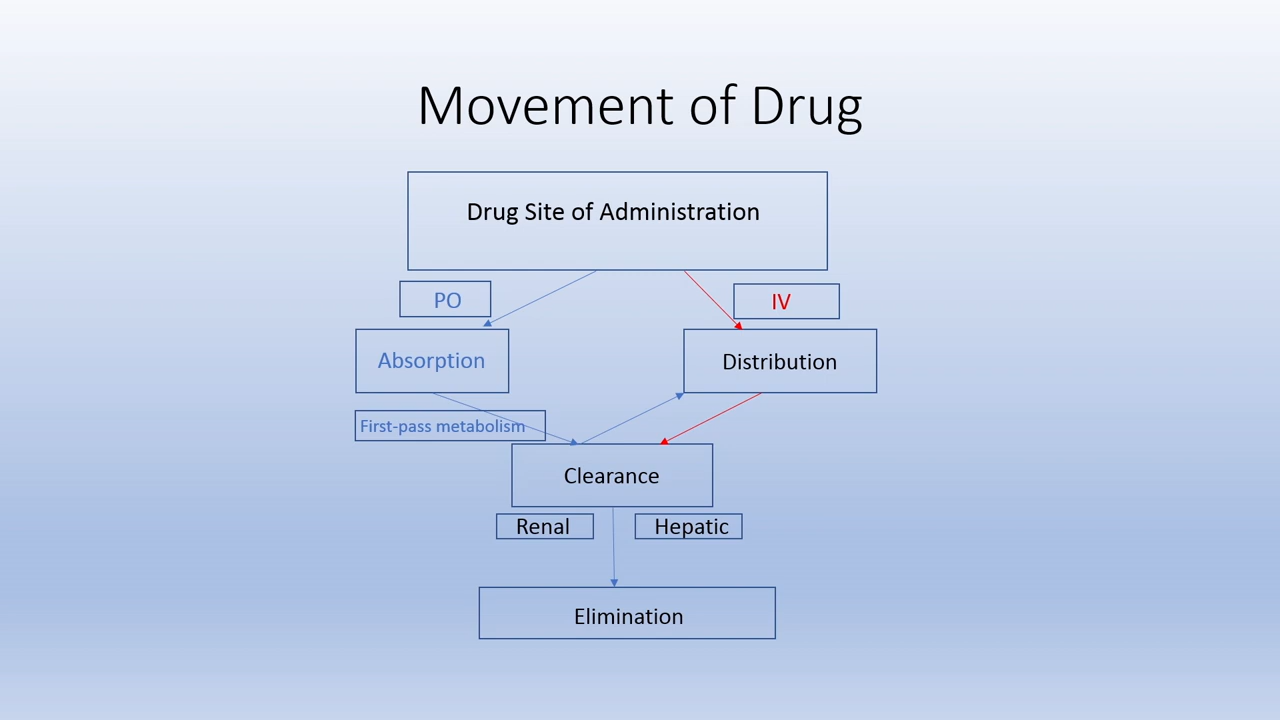 Movement of Drug
Drug Site of Administration
PO
IV
Absorption
Distribution
First-pass metabolism
Clearance
Renal
Hepatic
Elimination